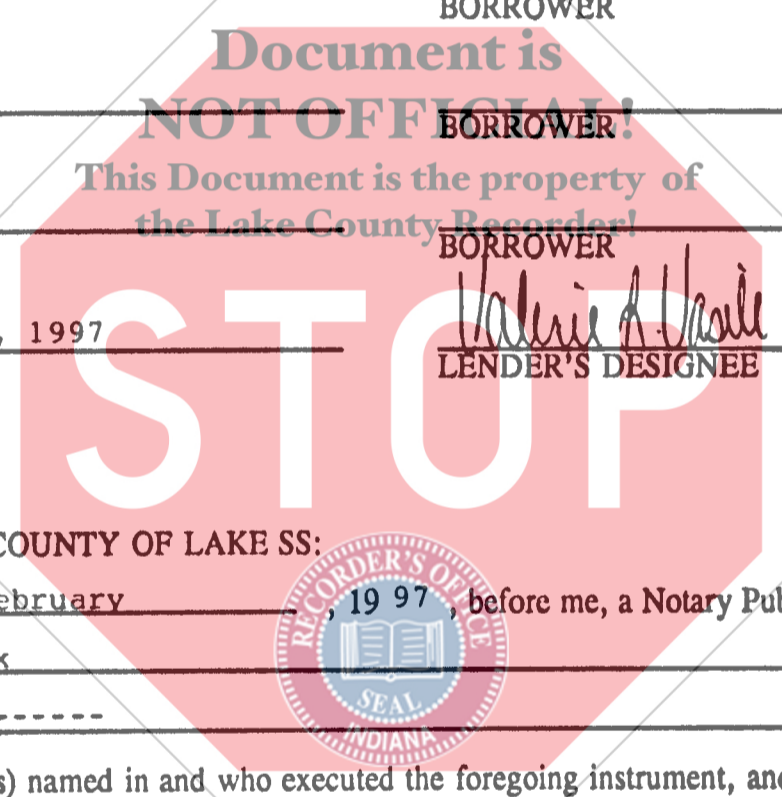 BORROWER
Document is
NOT OFFICIAL!
BORROWER
This Document is the property of
the Lake County Recorder!
BORROWER
, 1997
Valerie A. Vasile
LENDER'S DESIGNEE
STOP
COUNTY OF LAKE SS:
ebruary , 19 97 , before me, a Notary Pub
RECORDER'S OFFICE
SEAL
INDIANA
s) named in and who executed the foregoing instrument, and